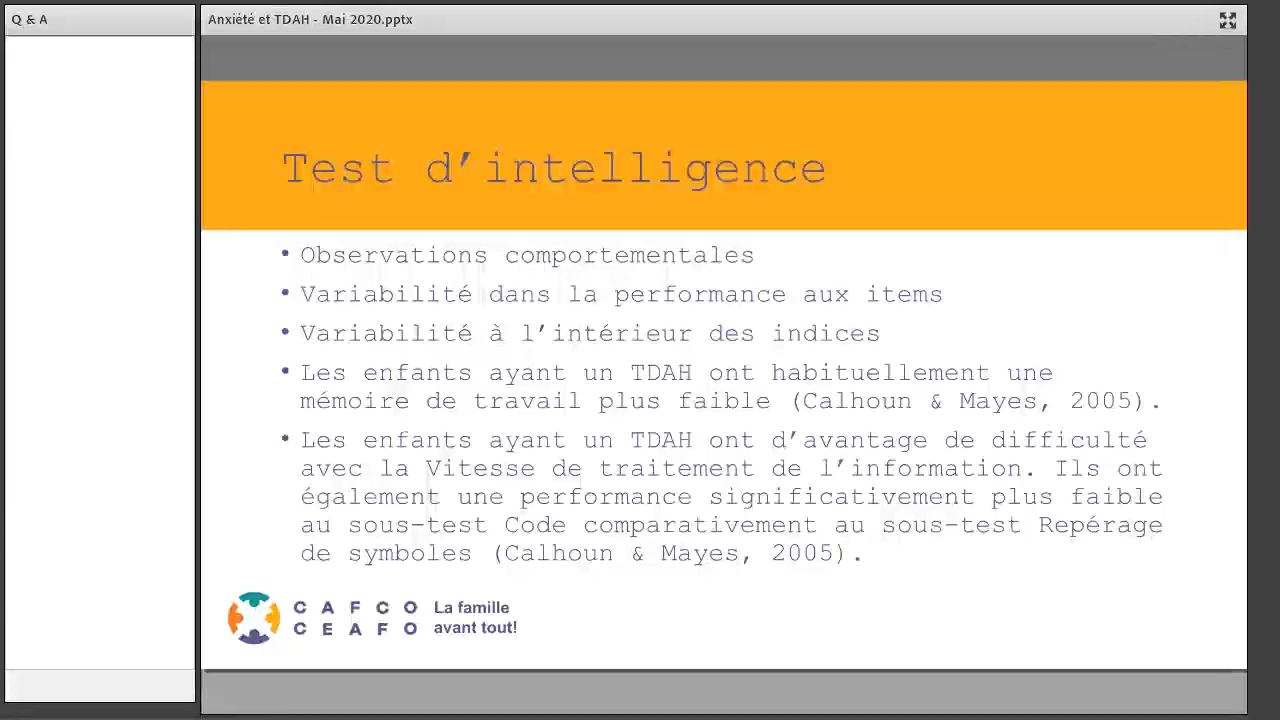 Q & A
Anxiété et TDAH - Mai 2020.pptx
Test d’intelligence
• Observations comportementales
• Variabilité dans la performance aux items
• Variabilité à l’intérieur des indices
• Les enfants ayant un TDAH ont habituellement une
mémoire de travail plus faible (Calhoun & Mayes, 2005).
• Les enfants ayant un TDAH ont d’avantage de difficulté
avec la Vitesse de traitement de l’information. Ils ont
également une performance significativement plus faible
au sous-test Code comparativement au sous-test Repérage
de symboles (Calhoun & Mayes, 2005).
CAFCO
CEAFO
La famille
avant tout!